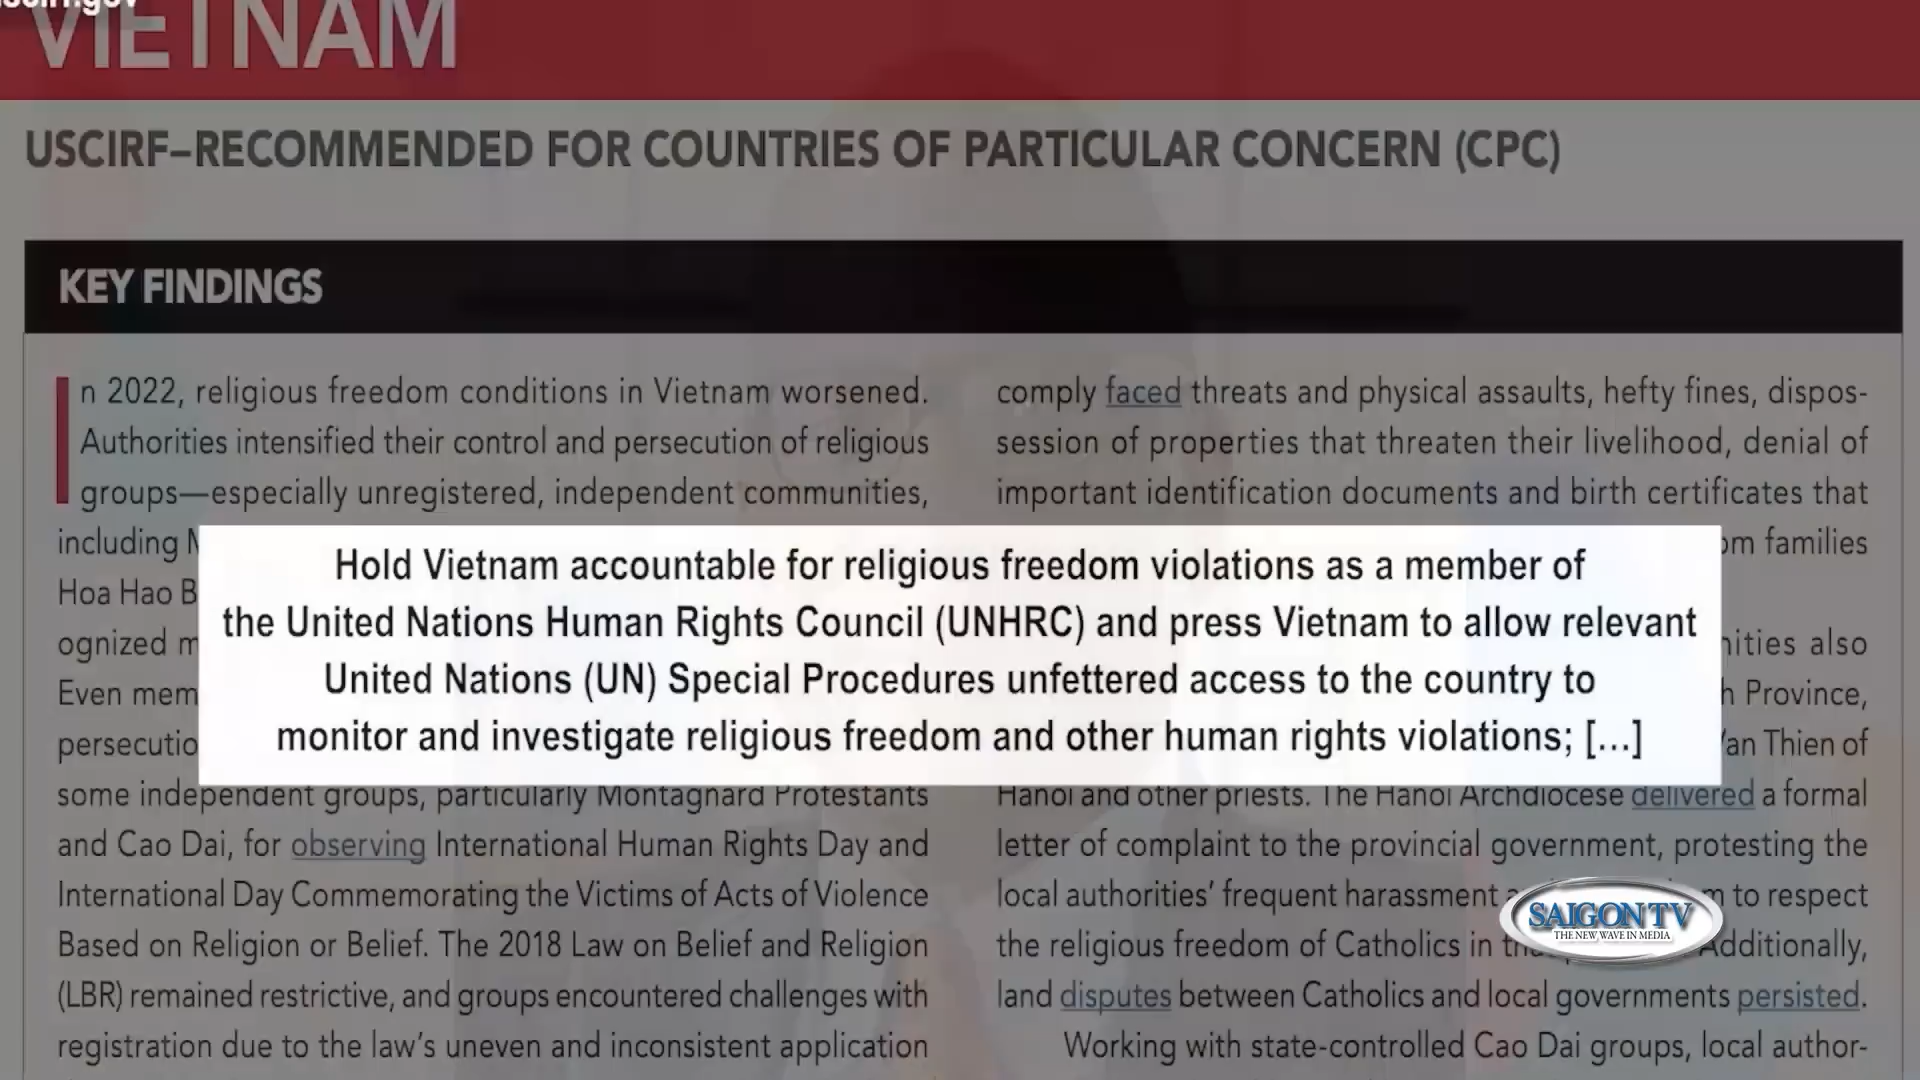 VIETNAM
USCIRF–RECOMMENDED FOR COUNTRIES OF PARTICULAR CONCERN (CPC)
KEY FINDINGS
In 2022, religious freedom conditions in Vietnam worsened.
Authorities intensified their control and persecution of religious
groups—especially unregistered, independent communities,
including
Hoa Hao
ognized
Even
some independent groups, particularly Montagnard Protestants
and Cao Dai, for observing International Human Rights Day and
International Day Commemorating the Victims of Acts of Violence
Based on Religion or Belief. The 2018 Law on Belief and Religion
(LBR) remained restrictive, and groups encountered challenges with
registration due to the law’s uneven and inconsistent application
comply faced threats and physical assaults, hefty fines, dispos-
session of properties that threaten their livelihood, denial of
important identification documents and birth certificates that
families
also
Province,
Thien of
Hanoi and other priests. The Hanoi Archdiocese delivered a formal
letter of complaint to the provincial government, protesting the
local authorities’ frequent harassment to respect
the religious freedom of Catholics in Additionally,
land disputes between Catholics and local governments persisted.
Working with state-controlled Cao Dai groups, local author-
Hold Vietnam accountable for religious freedom violations as a member of
the United Nations Human Rights Council (UNHRC) and press Vietnam to allow relevant
United Nations (UN) Special Procedures unfettered access to the country to
monitor and investigate religious freedom and other human rights violations; [...]
SAIGON TV
THE NEW WAVE IN MEDIA